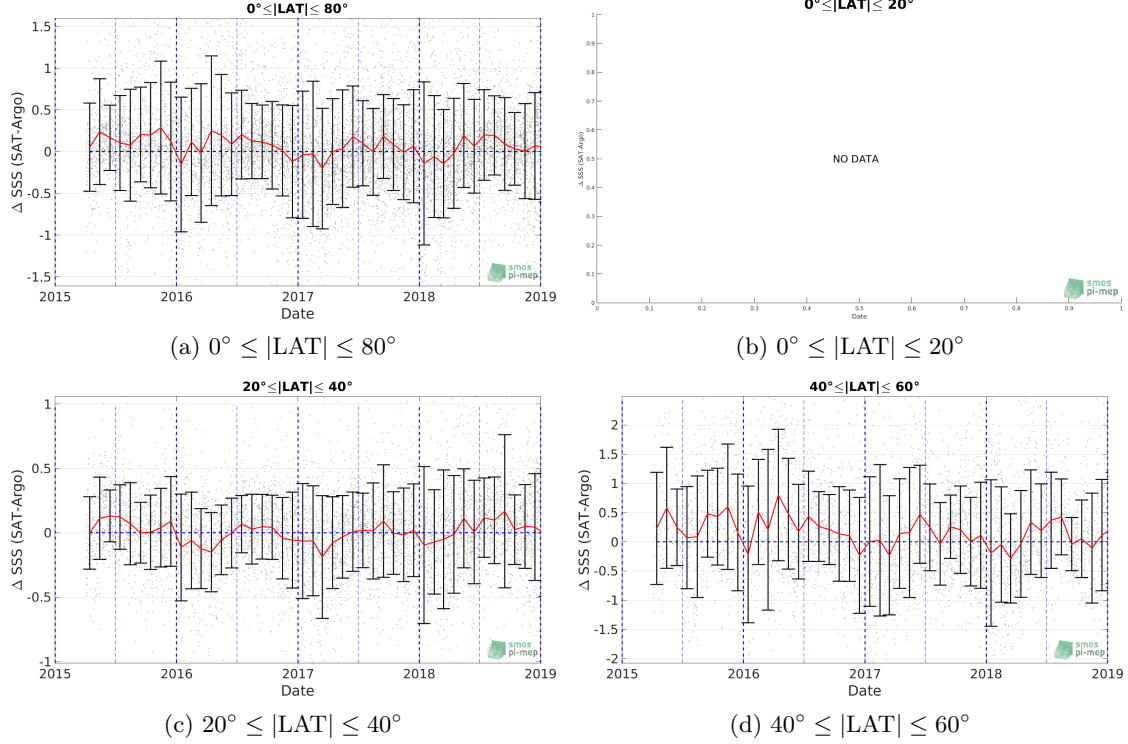 0°≤|LAT|≤ 80°
Δ SSS (SAT-Argo)
1.5
1
0.5
0
-0.5
-1
-1.5
2015 2016 2017 2018 2019
Date
smos
pi-mep
(a) 0° ≤ |LAT| ≤ 80°
0°≤|LAT|≤ 20°
Δ SSS (SAT-Argo)
1
0.9
0.8
0.7
0.6
0.5
0.4
0.3
0.2
0.1
0
NO DATA
0 0.1 0.2 0.3 0.4 0.5 0.6 0.7 0.8 0.9 1
Date
smos
pi-mep
(b) 0° ≤ |LAT| ≤ 20°
20°≤|LAT|≤ 40°
Δ SSS (SAT-Argo)
1
0.5
0
-0.5
-1
2015 2016 2017 2018 2019
Date
smos
pi-mep
(c) 20° ≤ |LAT| ≤ 40°
40°≤|LAT|≤ 60°
Δ SSS (SAT-Argo)
2
1.5
1
0.5
0
-0.5
-1
-1.5
-2
2015 2016 2017 2018 2019
Date
smos
pi-mep
(d) 40° ≤ |LAT| ≤ 60°